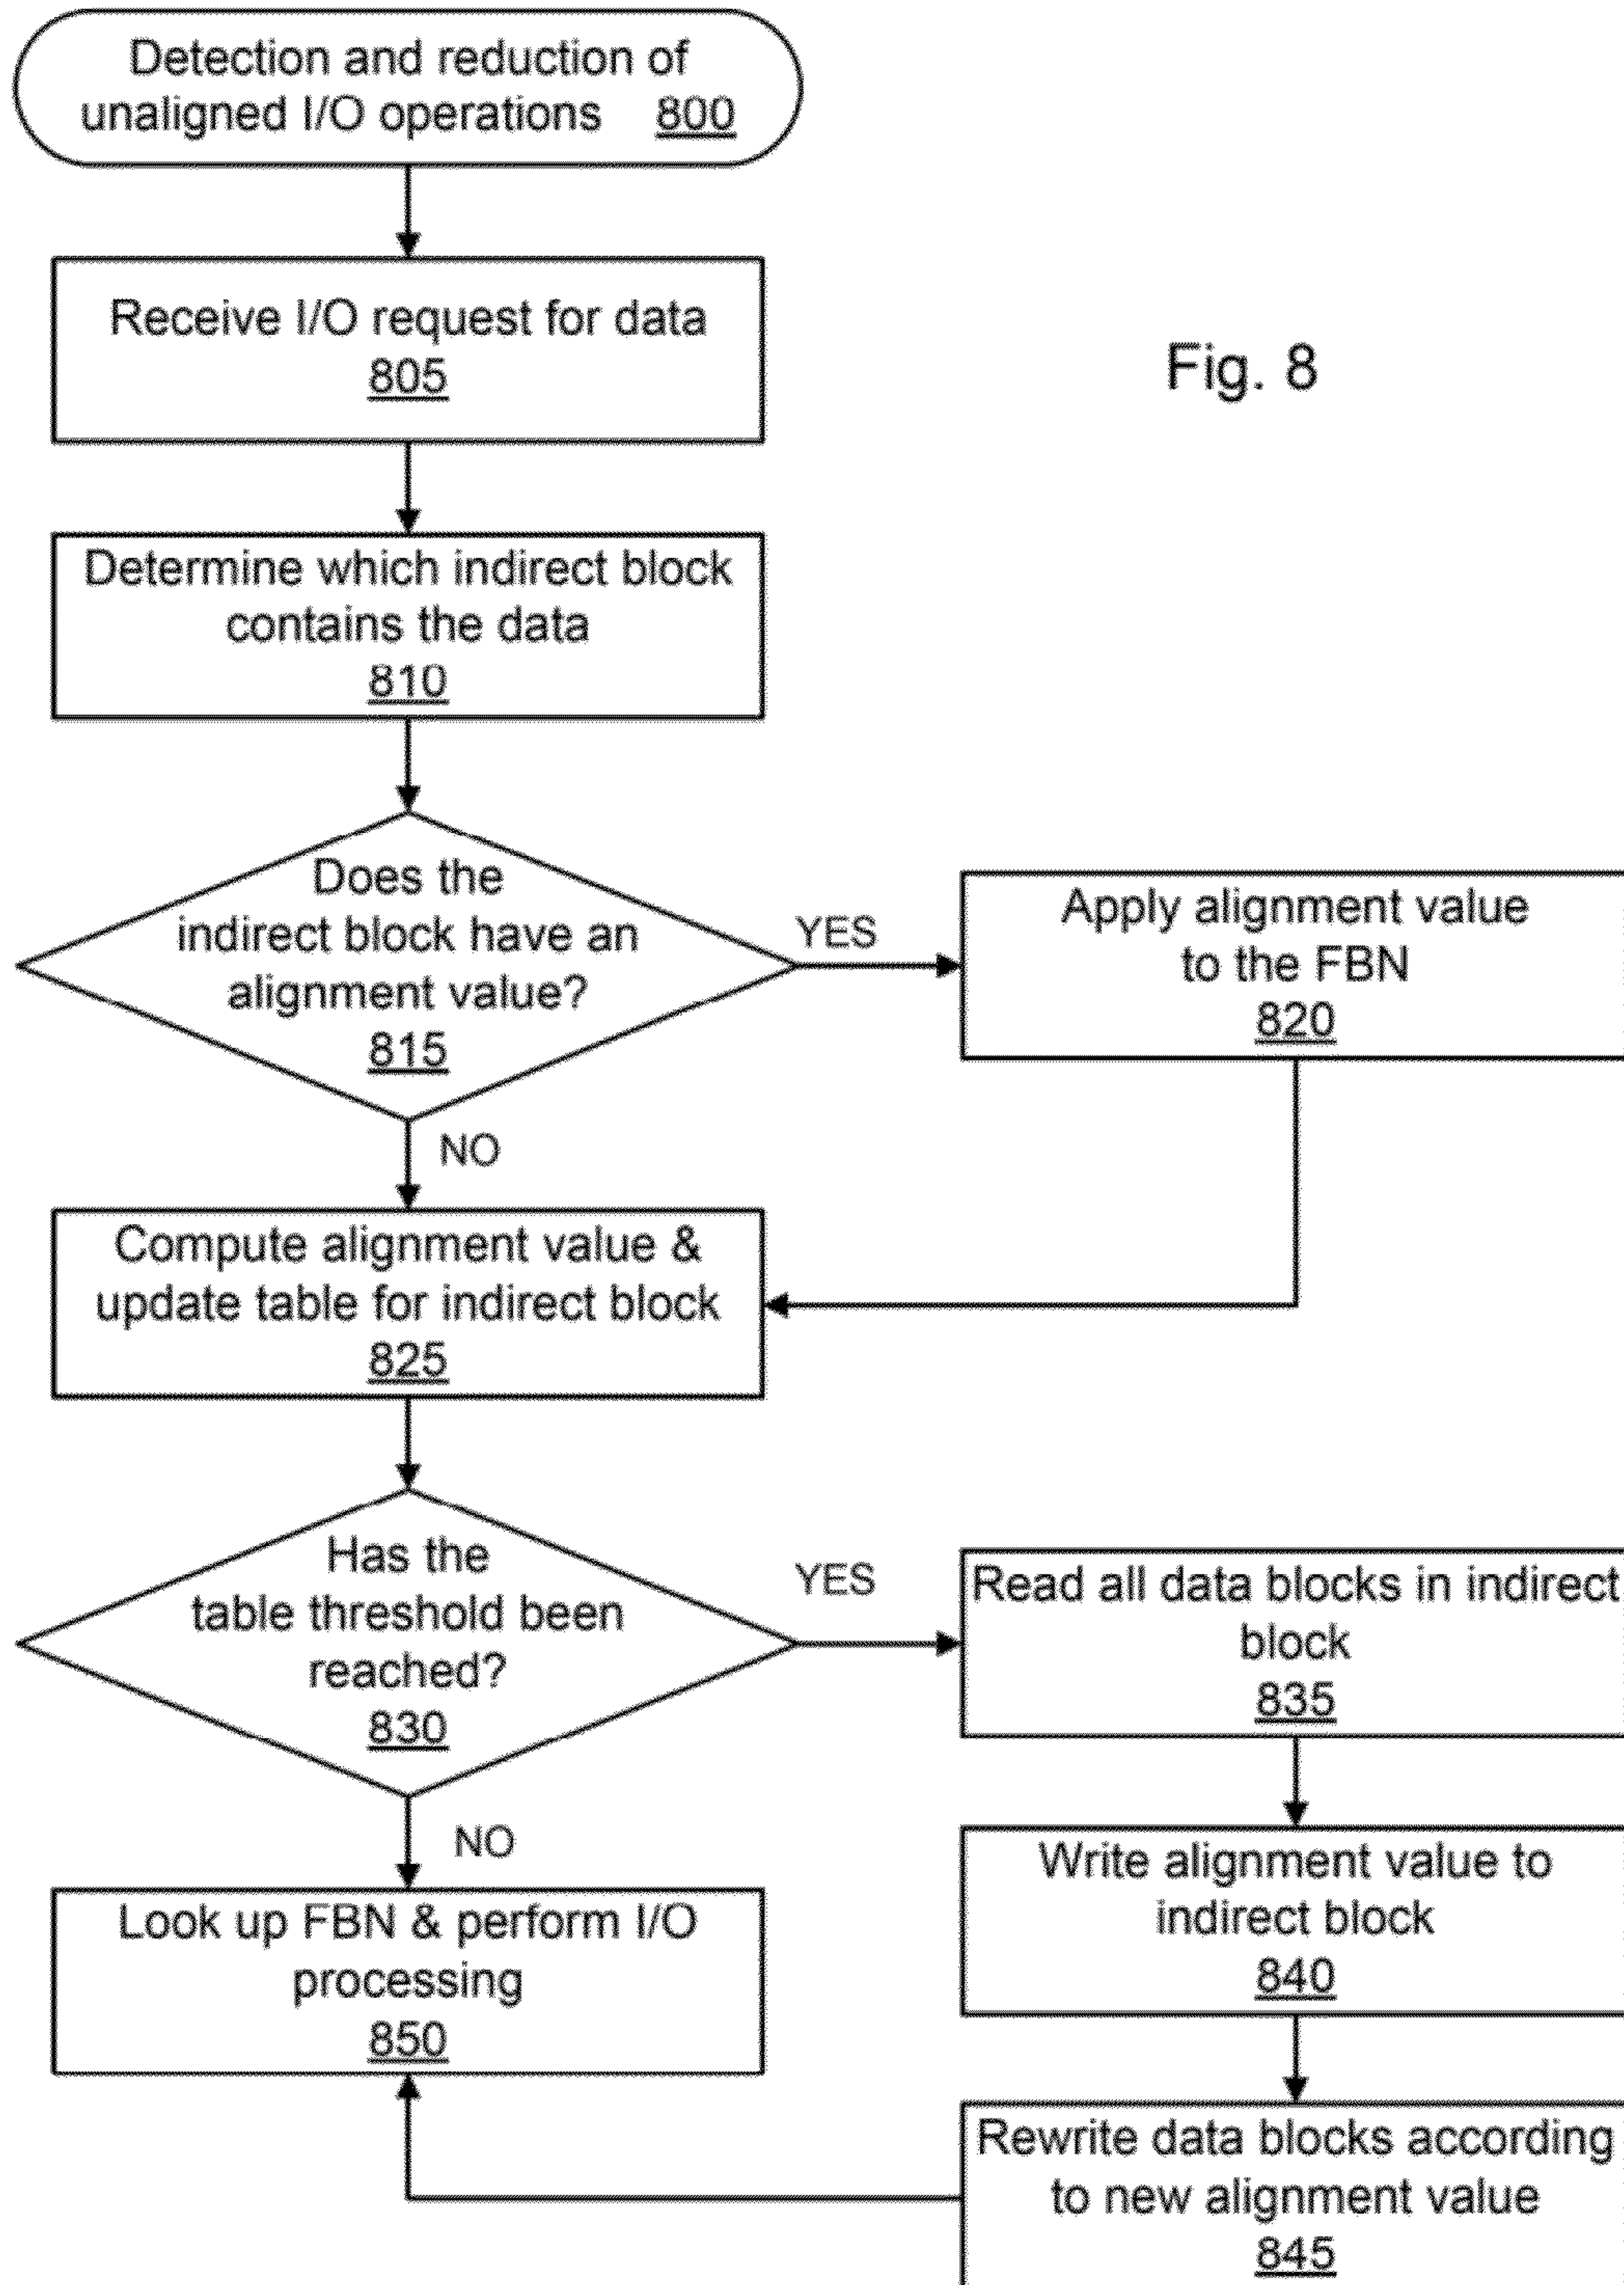 Detection and reduction of
unaligned I/O operations 800
Receive I/O request for data
805
Fig. 8
Determine which indirect block
contains the data
810
Does the
indirect block have an
alignment value?
815
YES
Apply alignment value
to the FBN
820
NO
Compute alignment value &
update table for indirect block
825
Has the
table threshold been
reached?
830
YES
Read all data blocks in indirect
block
835
NO
Write alignment value to
indirect block
840
Look up FBN & perform I/O
processing
850
Rewrite data blocks according
to new alignment value
845